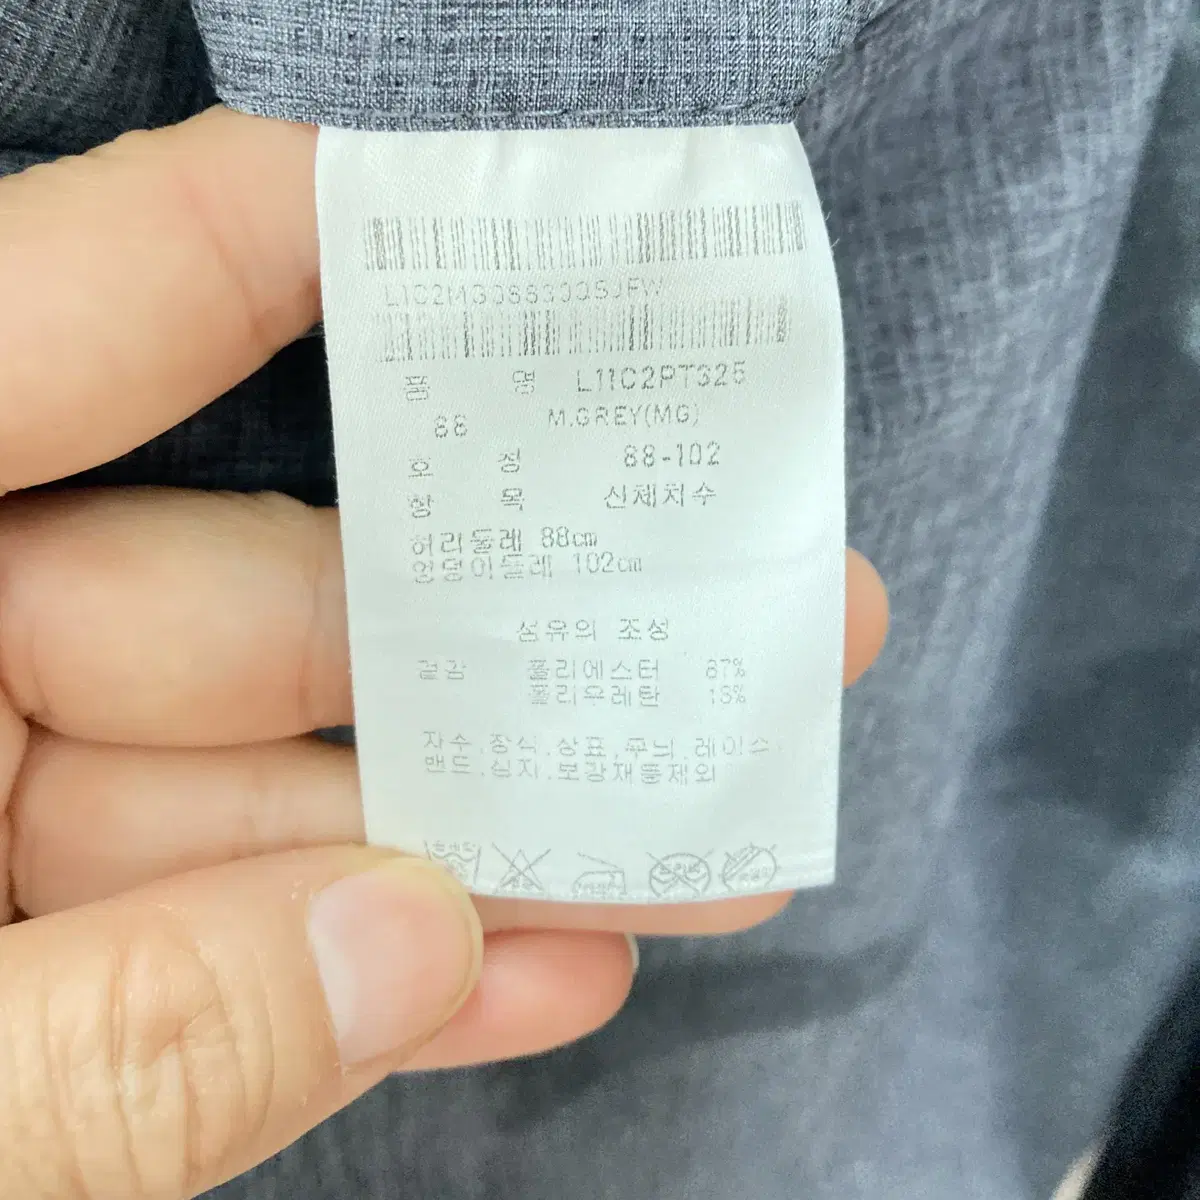 품 명 L11C2PT325
88 M.GREY(MG)
호 칭 88-102
항 목 신체치수
허리둘레 88cm
엉덩이둘레 102cm
섬유의 조성
겉감 폴리에스터 87%
폴리우레탄 13%
자수,장식,상표,무늬,레이스
밴드,심지,보강재등제외